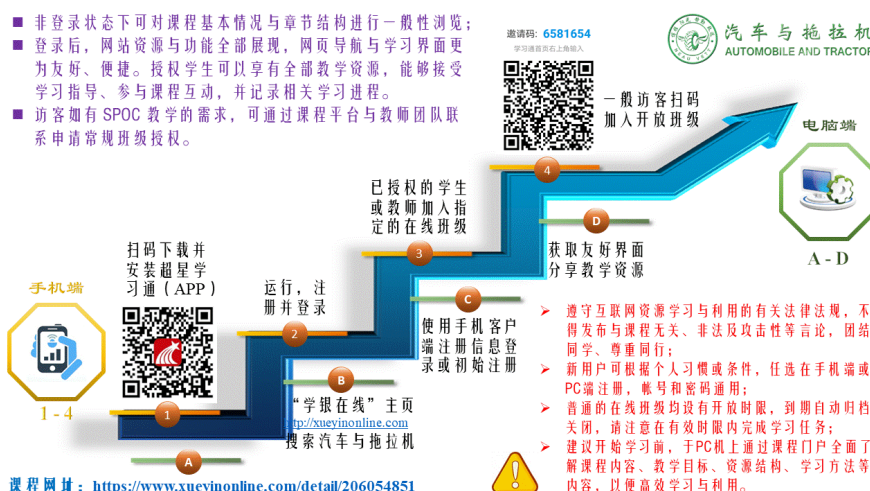 ■ 非登录状态下可对课程基本情况与章节结构进行一般性浏览；
■ 登录后，网站资源与功能全部展现，网页导航与学习界面更
为友好、便捷。授权学生可以享有全部教学资源，能够接受
学习指导、参与课程互动，并记录相关学习进程。
■ 访客如有 SPOC 教学的需求，可通过课程平台与教师团队联
系申请常规班级授权。
邀请码：6581654
学习通首页右上角输入
汽车与拖拉机
AUTOMOBILE AND TRACTOR
一般访客扫码
加入开放班级
电脑端
A - D
4
已授权的学生
或教师加入指
定的在线班级
3
D
获取友好界面
分享教学资源
扫码下载并
安装超星学
习通（APP）
运行，注
册并登录
2
C
使用手机客户
端注册信息登
录或初始注册
手机端
1 - 4
1
B
“学银在线”主页
http://xueyinonline.com
搜索汽车与拖拉机
A
课程网址：https://www.xueyinonline.com/detail/206054851
➢ 遵守互联网资源学习与利用的有关法律法规，不
得发布与课程无关、非法及攻击性等言论，团结
同学、尊重同行；
➢ 新用户可根据个人习惯或条件，任选在手机端或
PC端注册，帐号和密码通用；
➢ 普通的在线班级均设有开放时限，到期自动归档
关闭，请注意在有效时限内完成学习任务；
➢ 建议开始学习前，于PC机上通过课程门户全面了
解课程内容、教学目标、资源结构、学习方法等
内容，以便高效学习与利用。